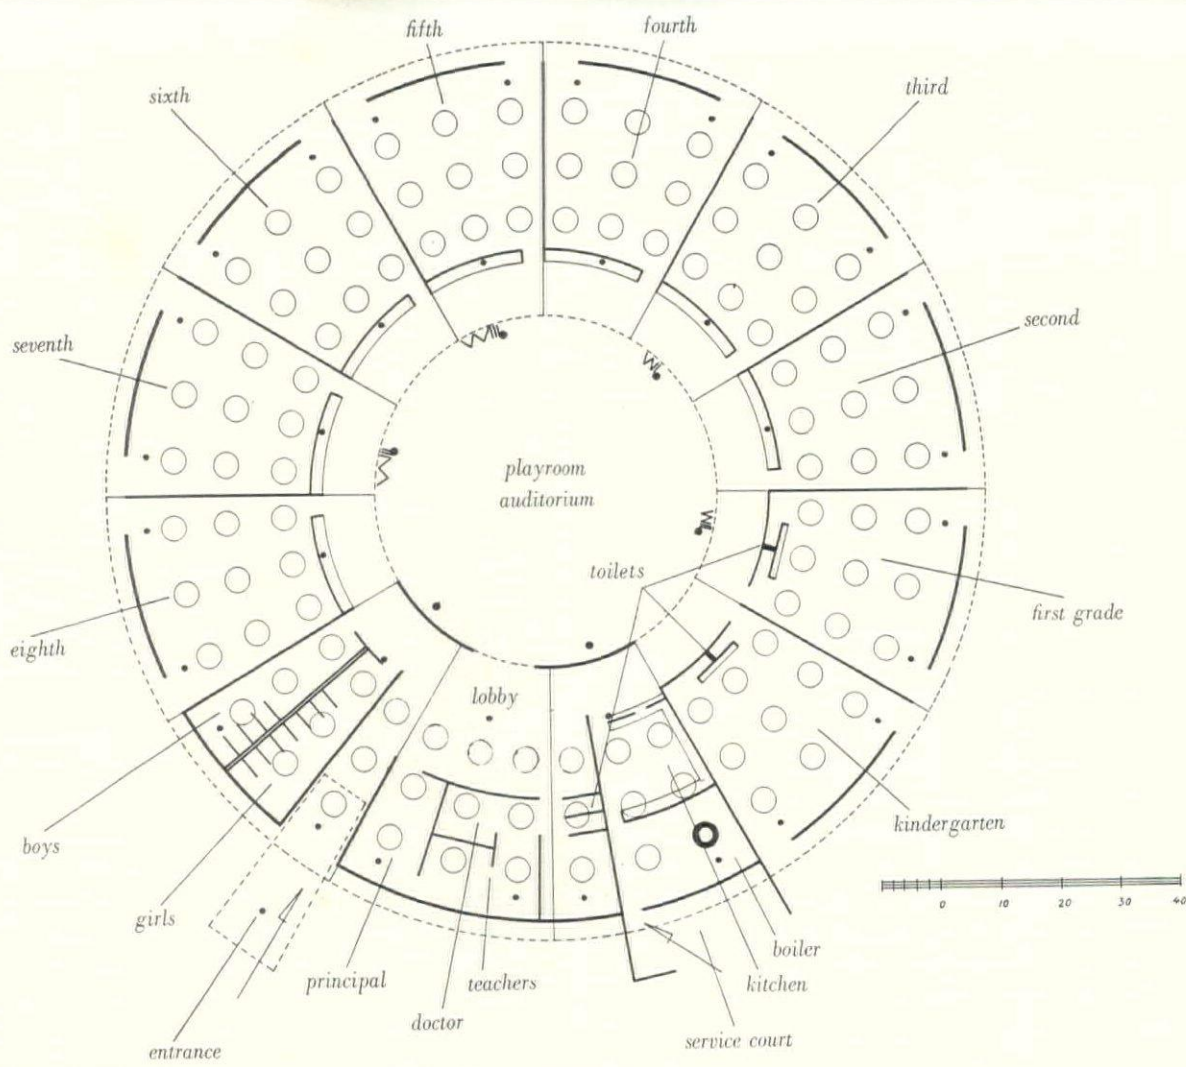 fifth
fourth
sixth
third
seventh
second
playroom
auditorium
toilets
first grade
eighth
lobby
kindergarten
boys
girls
0 10 20 30 40
boiler
principal
teachers
kitchen
doctor
service court
entrance